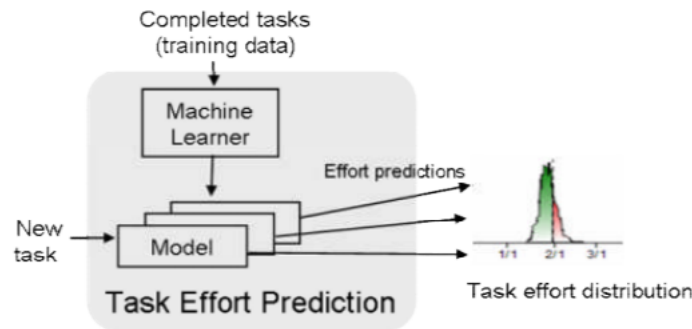 Completed tasks
(training data)
Machine
Learner
Effort predictions
New
task
Model
1/1 2/1 3/1
Task effort distribution
Task Effort Prediction